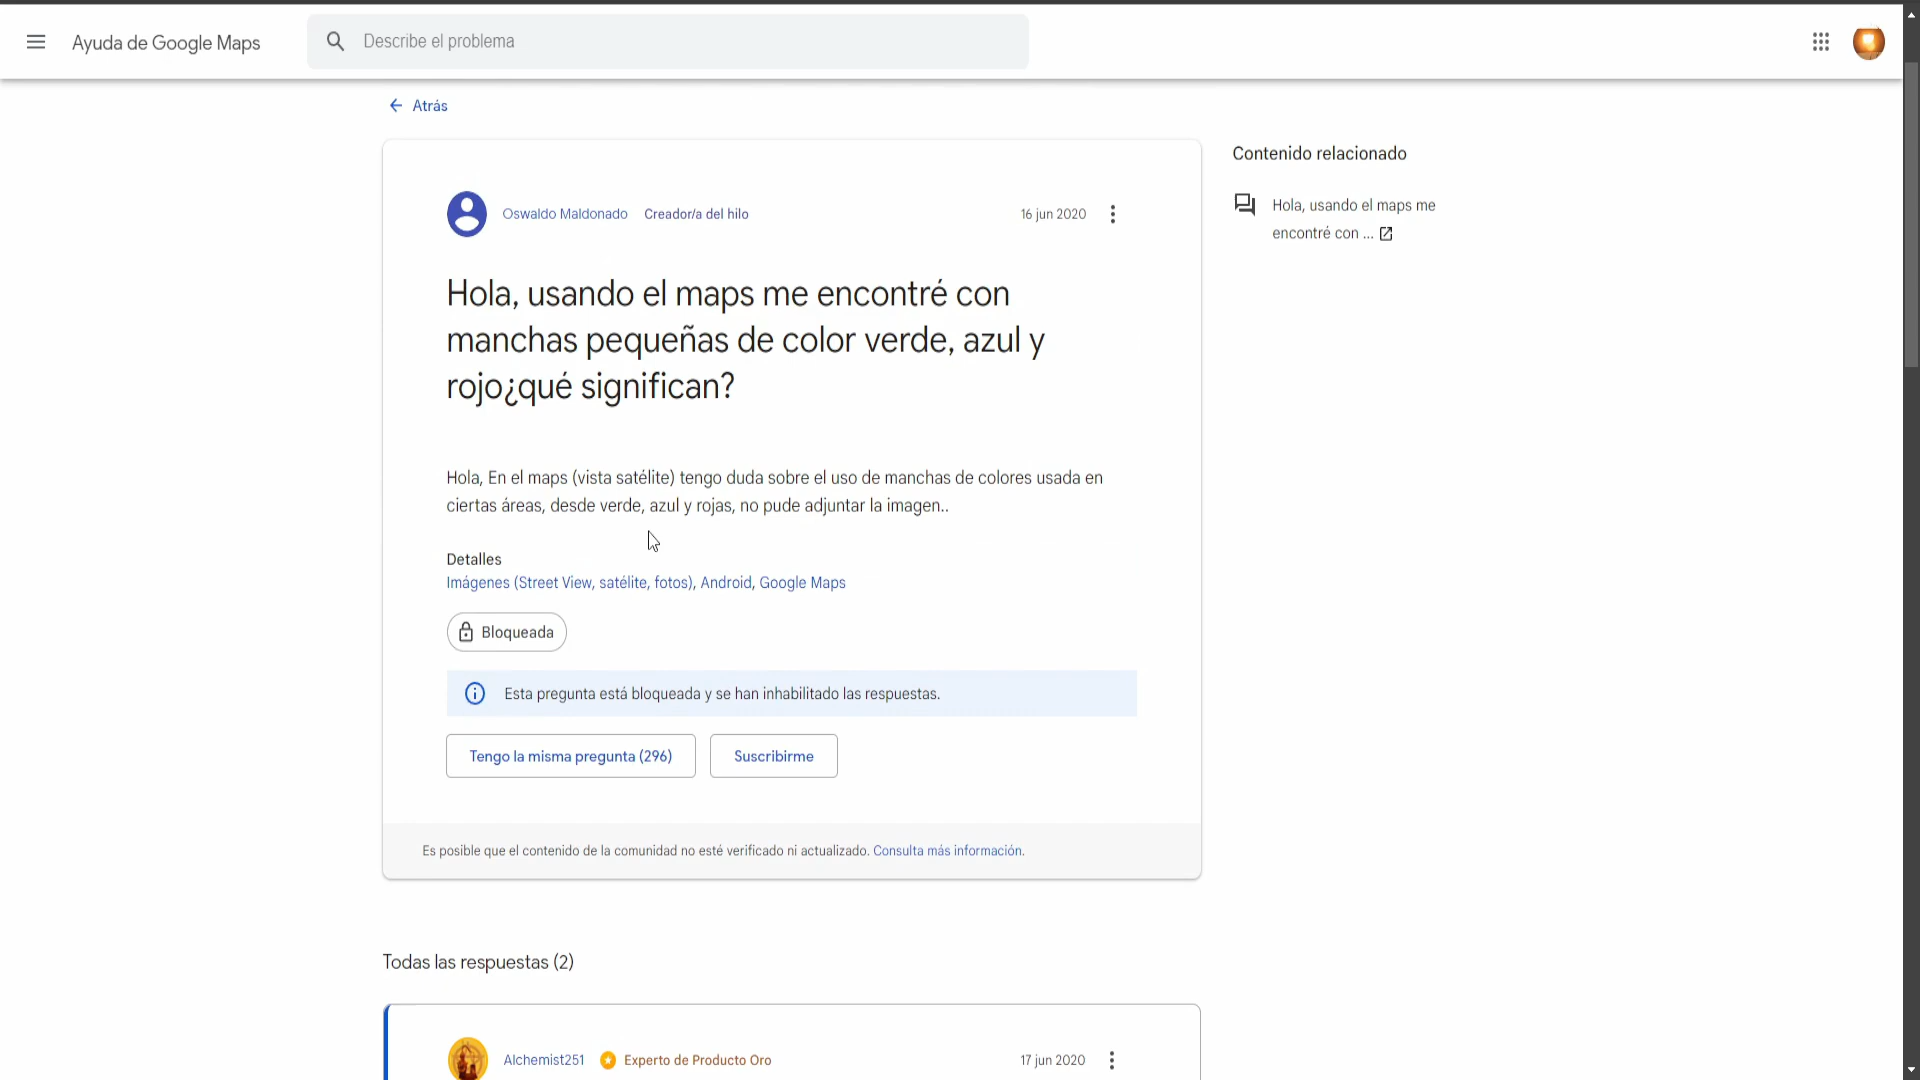 Ayuda de Google Maps
Describe el problema
Atrás
Oswaldo Maldonado Creador/a del hilo 16 jun 2020
Hola, usando el maps me encontré con
manchas pequeñas de color verde, azul y
rojo¿qué significan?
Hola, En el maps (vista satélite) tengo duda sobre el uso de manchas de colores usada en
ciertas áreas, desde verde, azul y rojas, no pude adjuntar la imagen..
Detalles
Imágenes (Street View, satélite, fotos), Android, Google Maps
Bloqueada
Esta pregunta está bloqueada y se han inhabilitado las respuestas.
Tengo la misma pregunta (296) Suscribirme
Es posible que el contenido de la comunidad no esté verificado ni actualizado. Consulta más información.
Contenido relacionado
Hola, usando el maps me
encontré con ...
Todas las respuestas (2)
Alchemist251 Experto de Producto Oro 17 jun 2020